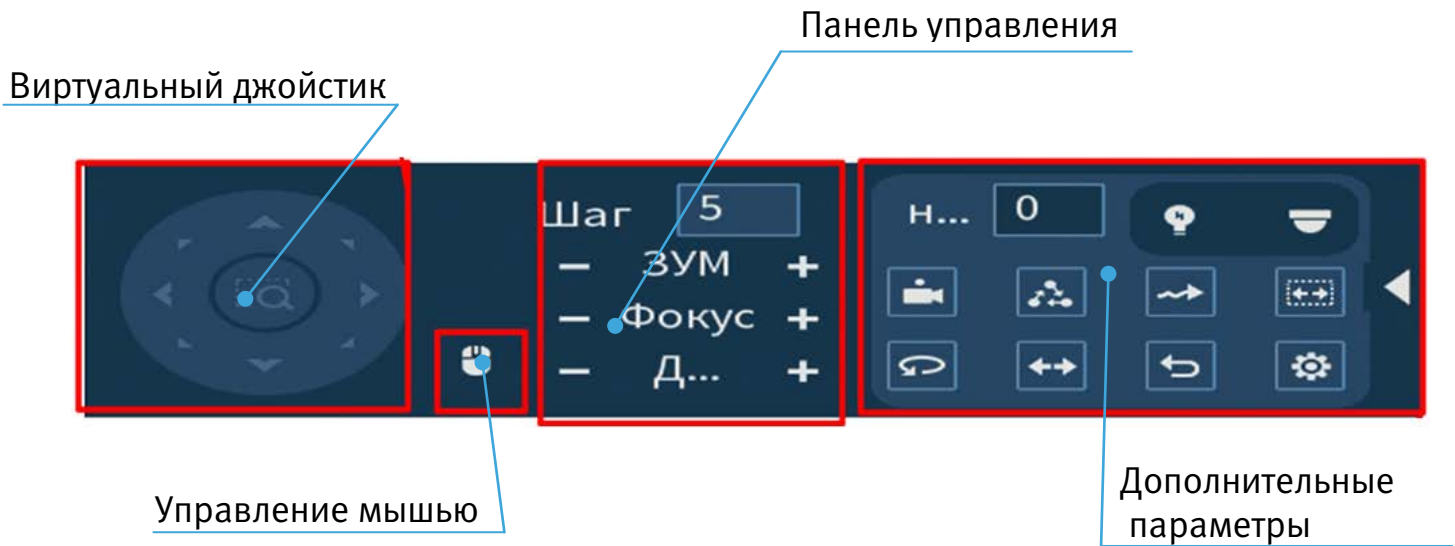 Панель управления
Виртуальный джойстик
Шаг 5
– ЗУМ +
– Фокус +
– Д... +
н... 0
Управление мышью
Дополнительные
параметры